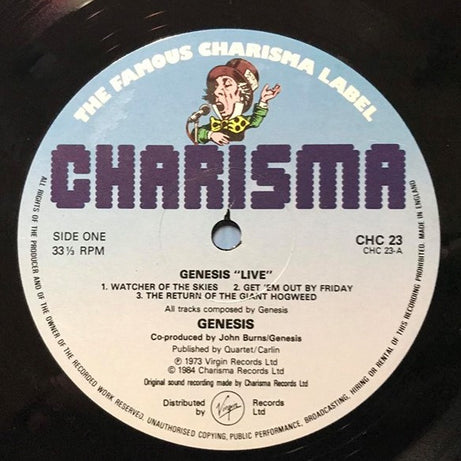 THE FAMOUS CHARISMA LABEL
CHARISMA
SIDE ONE
33⅓ RPM
CHC 23
CHC 23-A
GENESIS "LIVE"
1. WATCHER OF THE SKIES 2. GET 'EM OUT BY FRIDAY
3. THE RETURN OF THE GIANT HOGWEED
All tracks composed by Genesis
GENESIS
Co-produced by John Burns/Genesis
Published by Quartet/Carlin
℗ 1973 Virgin Records Ltd
© 1984 Charisma Records Ltd
Original sound recording made by Charisma Records Ltd
Distributed by Virgin Records Ltd
ALL RIGHTS OF THE PRODUCER AND OF THE OWNER OF THE RECORDED WORK RESERVED. UNAUTHORISED COPYING, PUBLIC PERFORMANCE, BROADCASTING, HIRING OR RENTAL OF THIS RECORDING PROHIBITED. MADE IN ENGLAND